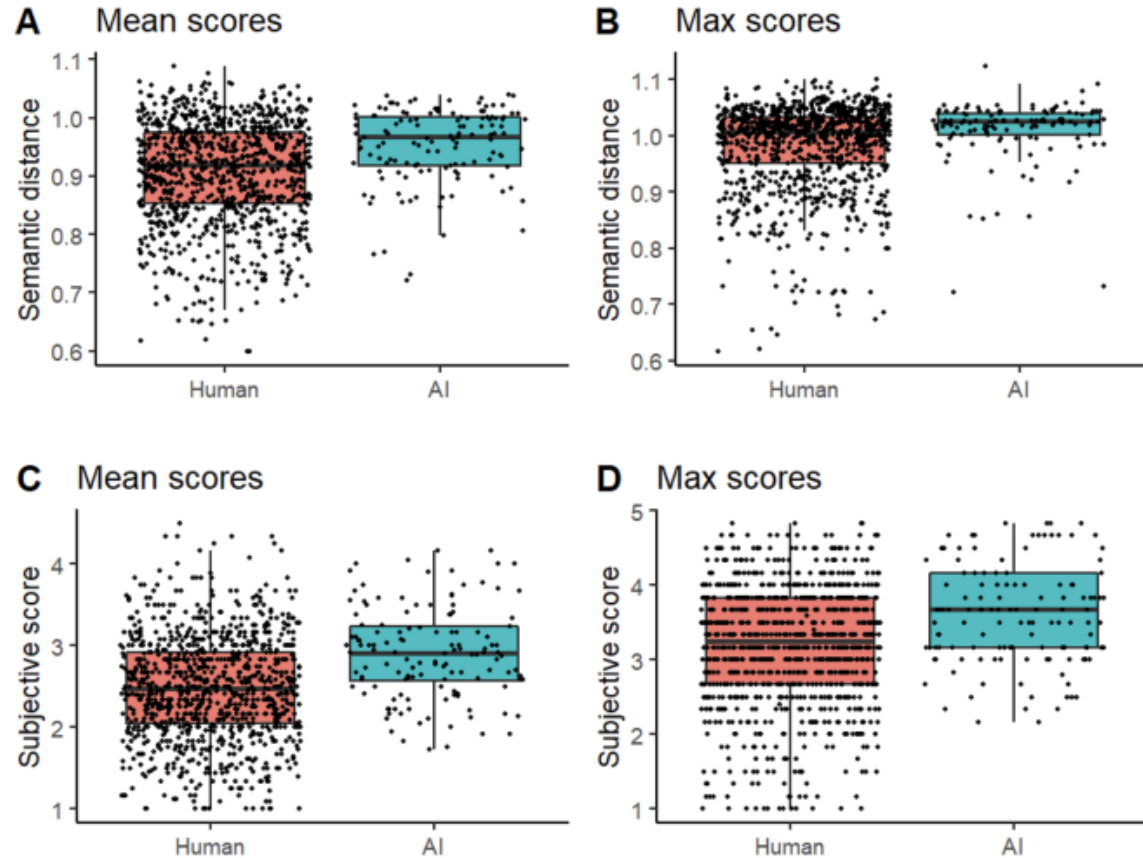 A Mean scores
Semantic distance
1.1
1.0
0.9
0.8
0.7
0.6
Human AI
B Max scores
Semantic distance
1.1
1.0
0.9
0.8
0.7
0.6
Human AI
C Mean scores
Subjective score
4
3
2
1
Human AI
D Max scores
Subjective score
5
4
3
2
1
Human AI